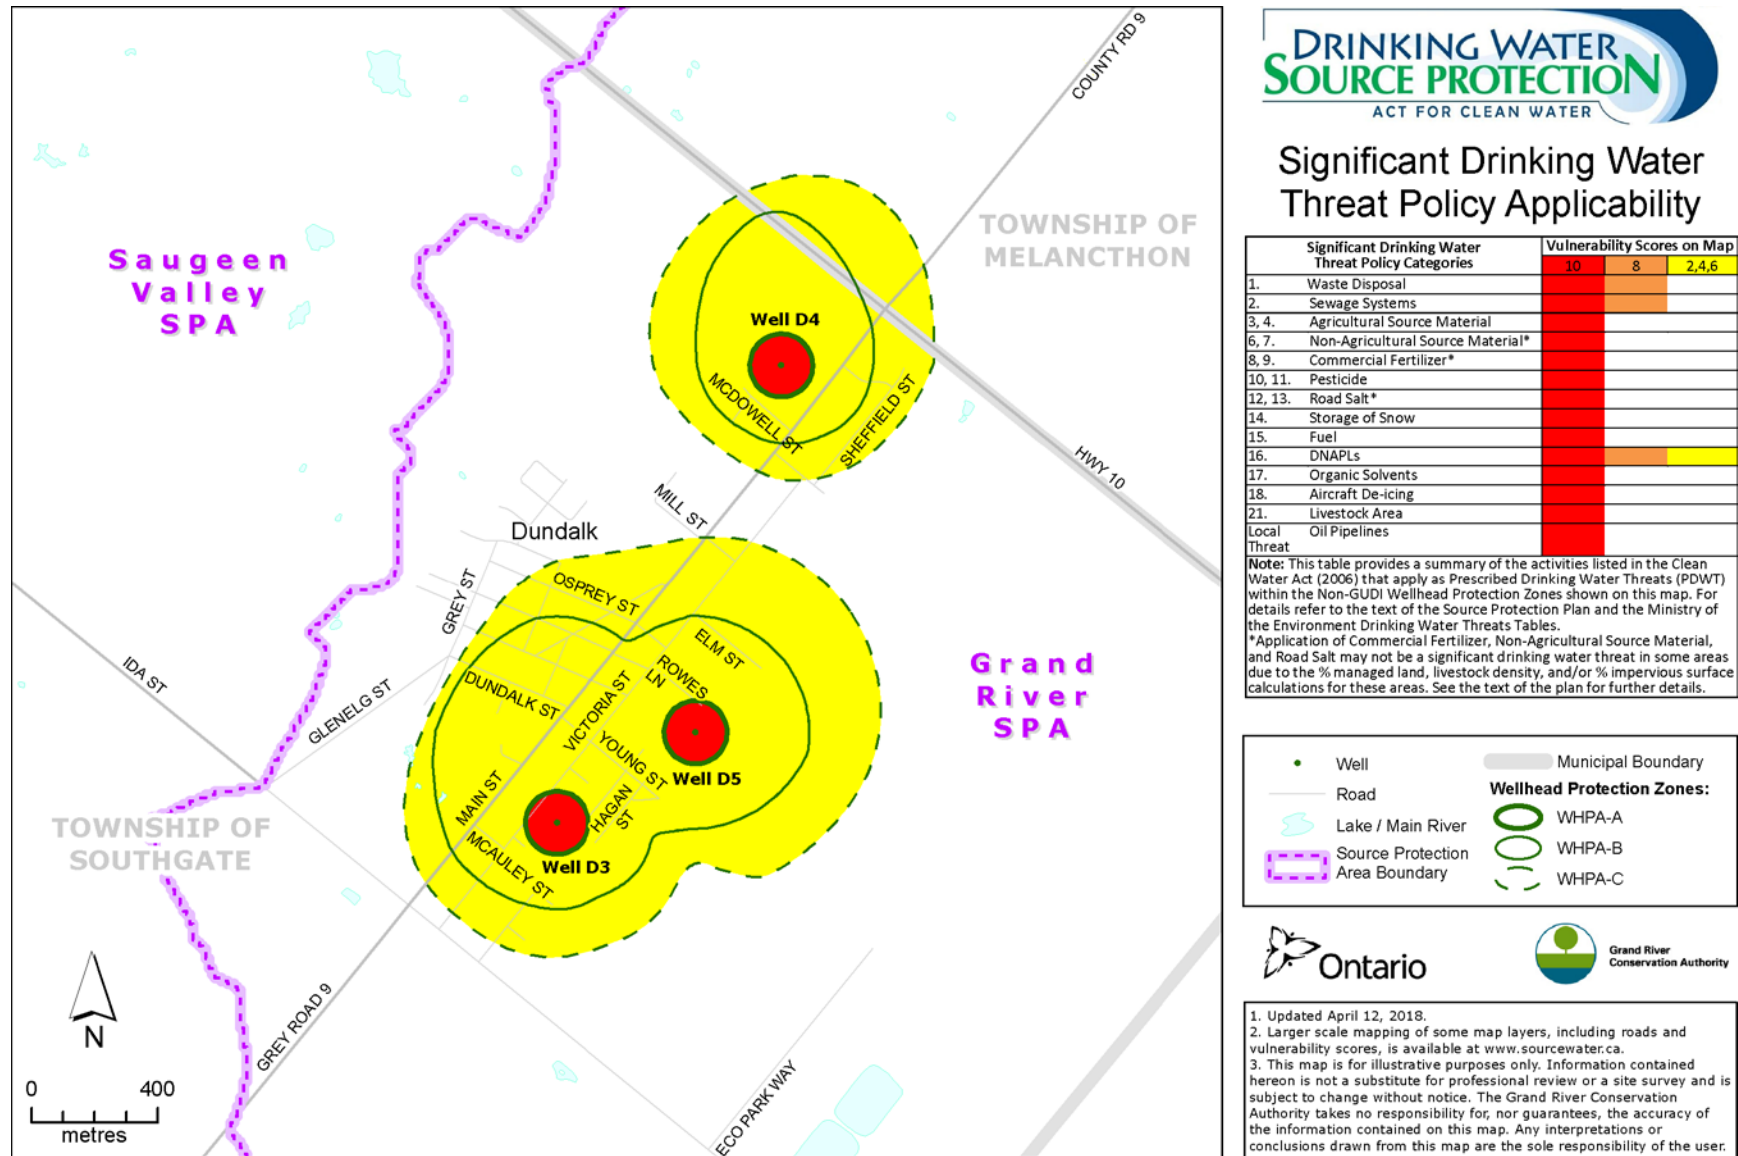 COUNTY RD 9
TOWNSHIP OF
MELANCTHON
Saugeen
Valley
SPA
Well D4
MCDOWELL ST
SHEFFIELD ST
HWY 10
MILL ST
Dundalk
OSPREY ST
GREY ST
ELM ST
ROWES
LN
Grand
River
SPA
IDA ST
GLENELG ST
DUNDALK ST
VICTORIA ST
YOUNG ST
Well D5
MAIN ST
HAGAN
ST
MCAULEY ST
Well D3
TOWNSHIP OF
SOUTHGATE
N
GREY ROAD 9
ECO PARK WAY
0 400
metres
DRINKING WATER
SOURCE PROTECTION
ACT FOR CLEAN WATER
Significant Drinking Water
Threat Policy Applicability
Significant Drinking Water
Threat Policy Categories
Vulnerability Scores on Map
10 8 2,4,6
1. Waste Disposal
2. Sewage Systems
3, 4. Agricultural Source Material
6, 7. Non-Agricultural Source Material*
8, 9. Commercial Fertilizer*
10, 11. Pesticide
12, 13. Road Salt*
14. Storage of Snow
15. Fuel
16. DNAPLs
17. Organic Solvents
18. Aircraft De-icing
21. Livestock Area
Local Oil Pipelines
Threat
Note: This table provides a summary of the activities listed in the Clean
Water Act (2006) that apply as Prescribed Drinking Water Threats (PDWT)
within the Non-GUDI Wellhead Protection Zones shown on this map. For
details refer to the text of the Source Protection Plan and the Ministry of
the Environment Drinking Water Threats Tables.
*Application of Commercial Fertilizer, Non-Agricultural Source Material,
and Road Salt may not be a significant drinking water threat in some areas
due to the % managed land, livestock density, and/or % impervious surface
calculations for these areas. See the text of the plan for further details.
Well
Road
Lake / Main River
Source Protection
Area Boundary
Municipal Boundary
Wellhead Protection Zones:
WHPA-A
WHPA-B
WHPA-C
Ontario
Grand River
Conservation Authority
1. Updated April 12, 2018.
2. Larger scale mapping of some map layers, including roads and
vulnerability scores, is available at www.sourcewater.ca.
3. This map is for illustrative purposes only. Information contained
hereon is not a substitute for professional review or a site survey and is
subject to change without notice. The Grand River Conservation
Authority takes no responsibility for, nor guarantees, the accuracy of
the information contained on this map. Any interpretations or
conclusions drawn from this map are the sole responsibility of the user.